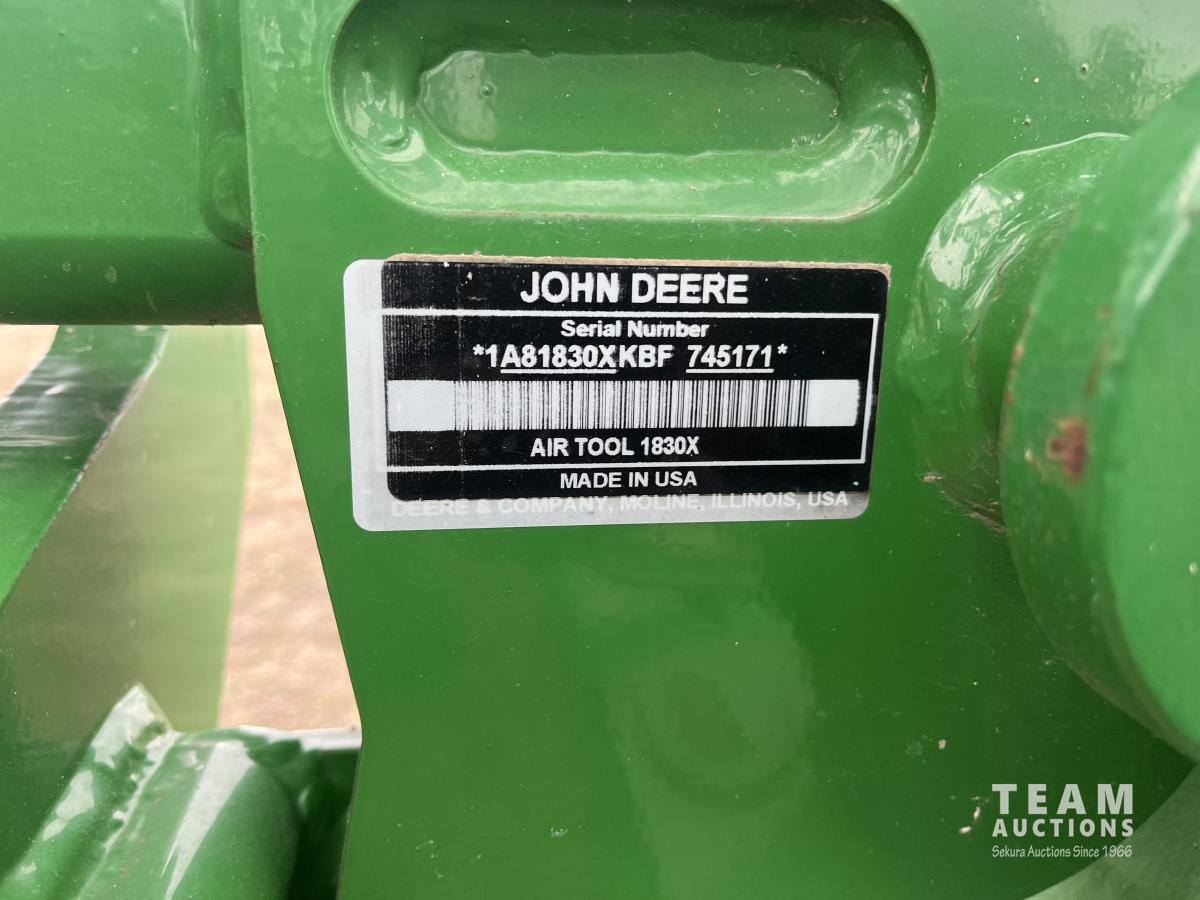 JOHN DEERE
Serial Number
*1A81830XKBF 745171*
AIR TOOL 1830X
MADE IN USA
DEERE & COMPANY, MOLINE, ILLINOIS, USA
TEAM
AUCTIONS
Sekura Auctions Since 1966